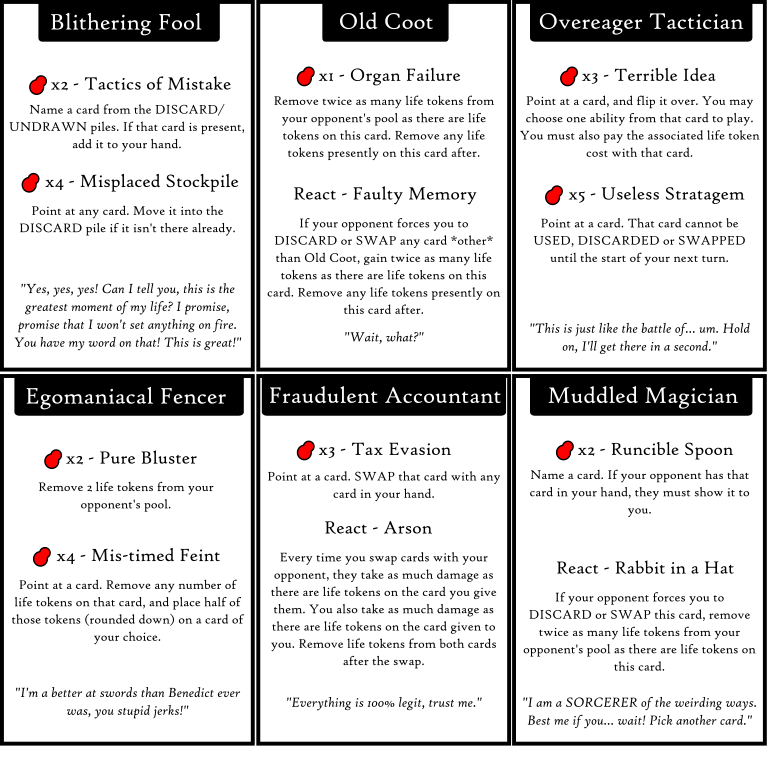 Blithering Fool
x2 - Tactics of Mistake
Name a card from the DISCARD/
UNDRAWN piles. If that card is present,
add it to your hand.
x4 - Misplaced Stockpile
Point at any card. Move it into the
DISCARD pile if it isn't there already.
"Yes, yes, yes! Can I tell you, this is the
greatest moment of my life? I promise,
promise that I won't set anything on fire.
You have my word on that! This is great!"
Old Coot
x1 - Organ Failure
Remove twice as many life tokens from
your opponent's pool as there are life
tokens on this card. Remove any life
tokens presently on this card after.
React - Faulty Memory
If your opponent forces you to
DISCARD or SWAP any card *other*
than Old Coot, gain twice as many life
tokens as there are life tokens on this
card. Remove any life tokens presently on
this card after.
"Wait, what?"
Overeager Tactician
x3 - Terrible Idea
Point at a card, and flip it over. You may
choose one ability from that card to play.
You must also pay the associated life token
cost with that card.
x5 - Useless Stratagem
Point at a card. That card cannot be
USED, DISCARDED or SWAPPED
until the start of your next turn.
"This is just like the battle of... um. Hold
on, I'll get there in a second."
Egomaniacal Fencer
x2 - Pure Bluster
Remove 2 life tokens from your
opponent's pool.
x4 - Mis-timed Feint
Point at a card. Remove any number of
life tokens on that card, and place half of
those tokens (rounded down) on a card of
your choice.
"I'm a better at swords than Benedict ever
was, you stupid jerks!"
Fraudulent Accountant
x3 - Tax Evasion
Point at a card. SWAP that card with any
card in your hand.
React - Arson
Every time you swap cards with your
opponent, they take as much damage as
there are life tokens on the card you give
them. You also take as much damage as
there are life tokens on the card given to
you. Remove life tokens from both cards
after the swap.
"Everything is 100% legit, trust me."
Muddled Magician
x2 - Runcible Spoon
Name a card. If your opponent has that
card in your hand, they must show it to
you.
React - Rabbit in a Hat
If your opponent forces you to
DISCARD or SWAP this card, remove
twice as many life tokens from your
opponent's pool as there are life tokens on
this card.
"I am a SORCERER of the weirding ways.
Best me if you... wait! Pick another card."